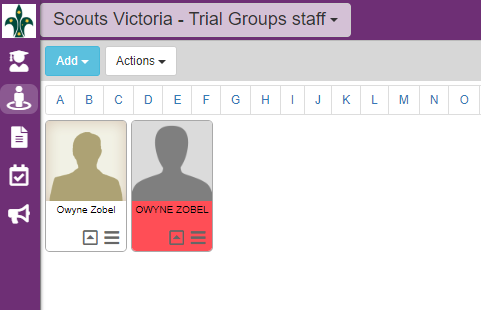 Scouts Victoria - Trial Groups staff
Add Actions
A B C D E F G H I J K L M N O
Owyne Zobel OWYNE ZOBEL